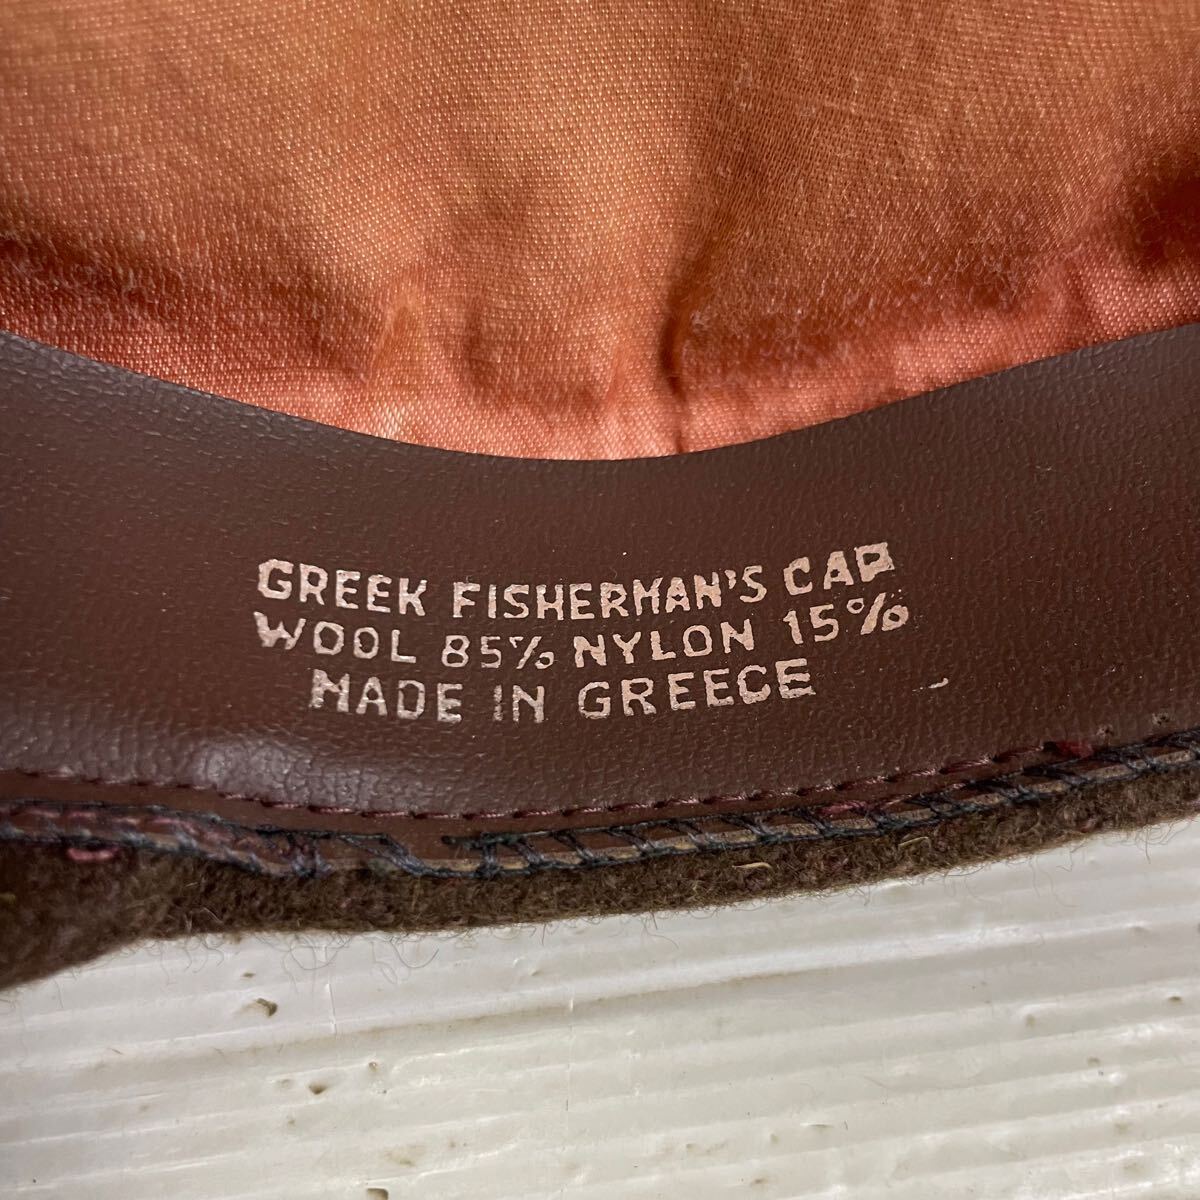 GREEK FISHERMAN'S CAP
WOOL 85% NYLON 15%
MADE IN GREECE